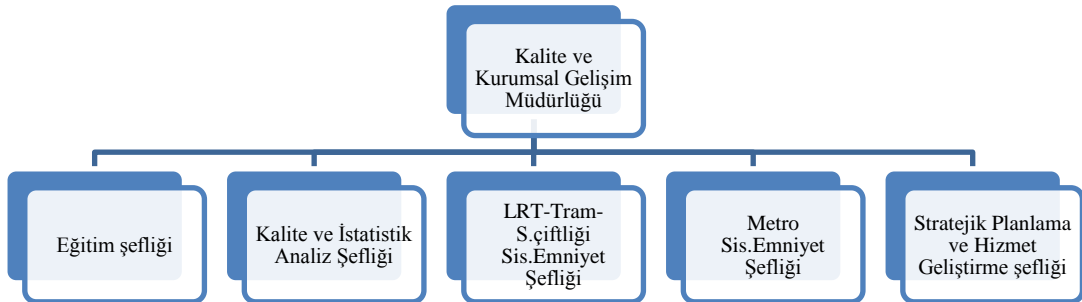 Kalite ve
Kurumsal Gelişim
Müdürlüğü
Eğitim şefliği
Kalite ve İstatistik
Analiz Şefliği
LRT-Tram-
S.çiftliği
Sis.Emniyet
Şefliği
Metro
Sis.Emniyet
Şefliği
Stratejik Planlama
ve Hizmet
Geliştirme şefliği